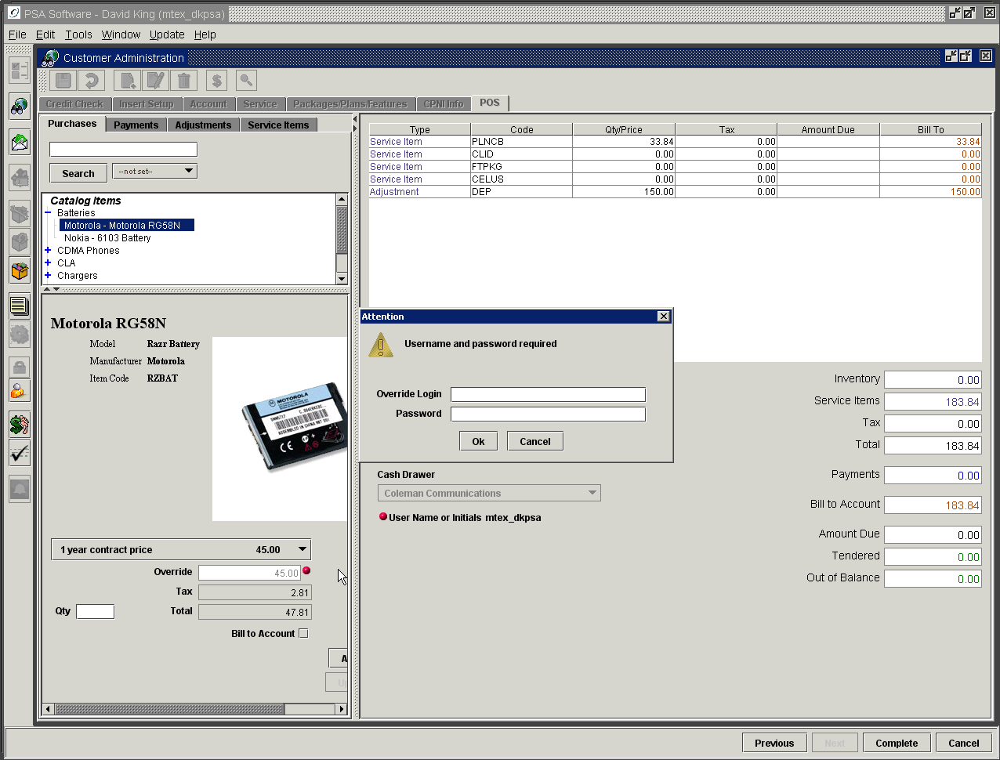 PSA Software - David King (mtex_dkpsa)
File Edit Tools Window Update Help
Customer Administration
Credit Check Insert Setup Account Service Packages/Plans/Features CPNI Info POS
Purchases Payments Adjustments Service Items
Search --not set--
Catalog Items
Batteries
Motorola - Motorola RG58N
Nokia - 6103 Battery
CDMA Phones
CLA
Chargers
Type Code Qty/Price Tax Amount Due Bill To
Service Item PLNCB 33.84 0.00 33.84
Service Item CLID 0.00 0.00 0.00
Service Item FTPKG 0.00 0.00 0.00
Service Item CELUS 0.00 0.00 0.00
Adjustment DEP 150.00 0.00 150.00
Motorola RG58N
Model Razr Battery
Manufacturer Motorola
Item Code RZBAT
MOTOROLA
ASSEMBLED IN CHINA
CE
1 year contract price 45.00
Override 45.00
Tax 2.81
Qty Total 47.81
Bill to Account
A
Up
Attention
Username and password required
Override Login
Password
Ok Cancel
Cash Drawer
Coleman Communications
User Name or Initials mtex_dkpsa
Inventory 0.00
Service Items 183.84
Tax 0.00
Total 183.84
Payments 0.00
Bill to Account 183.84
Amount Due 0.00
Tendered 0.00
Out of Balance 0.00
Previous Next Complete Cancel